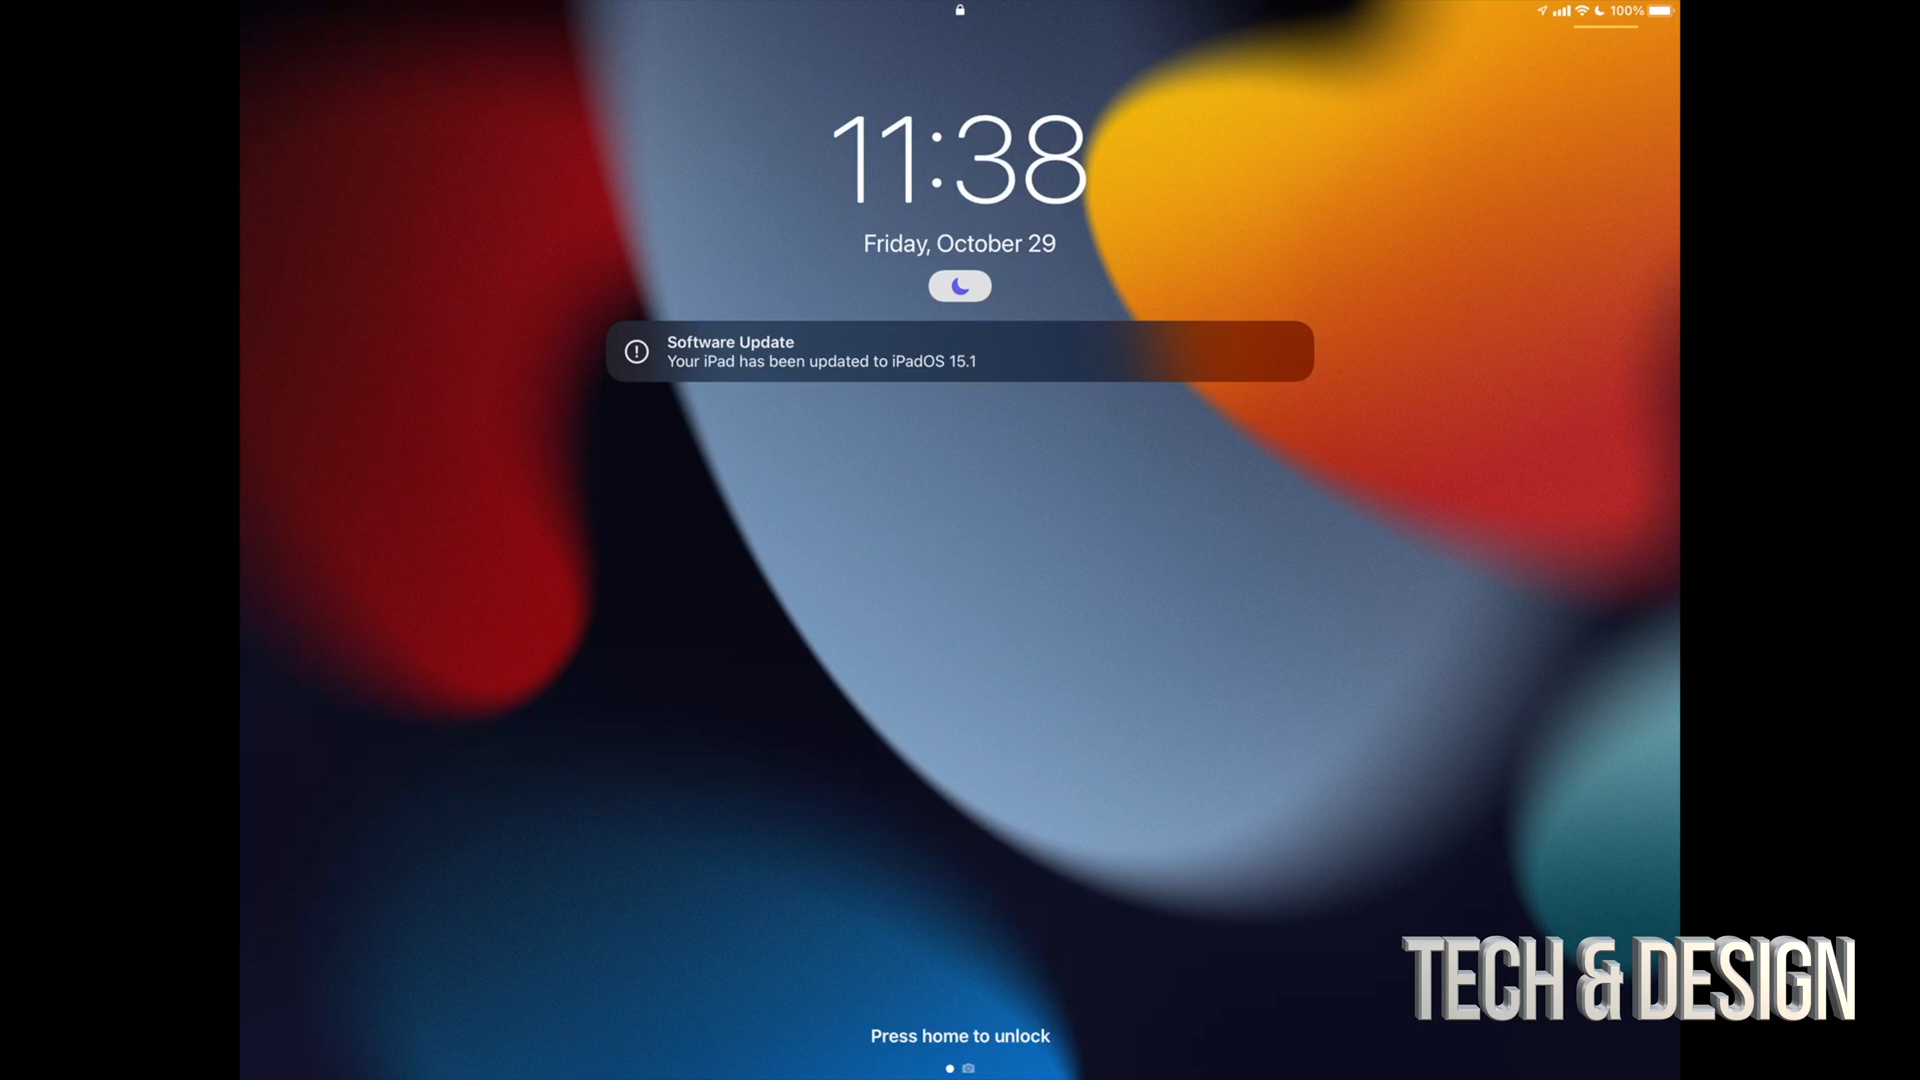 100%
11:38
Friday, October 29
Software Update
Your iPad has been updated to iPadOS 15.1
TECH & DESIGN
Press home to unlock